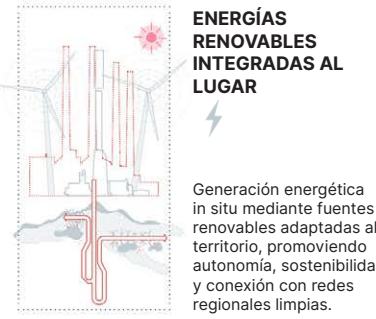 ENERGÍAS
RENOVABLES
INTEGRADAS AL
LUGAR
Generación energética
in situ mediante fuentes
renovables adaptadas al
territorio, promoviendo
autonomía, sostenibilida
y conexión con redes
regionales limpias.